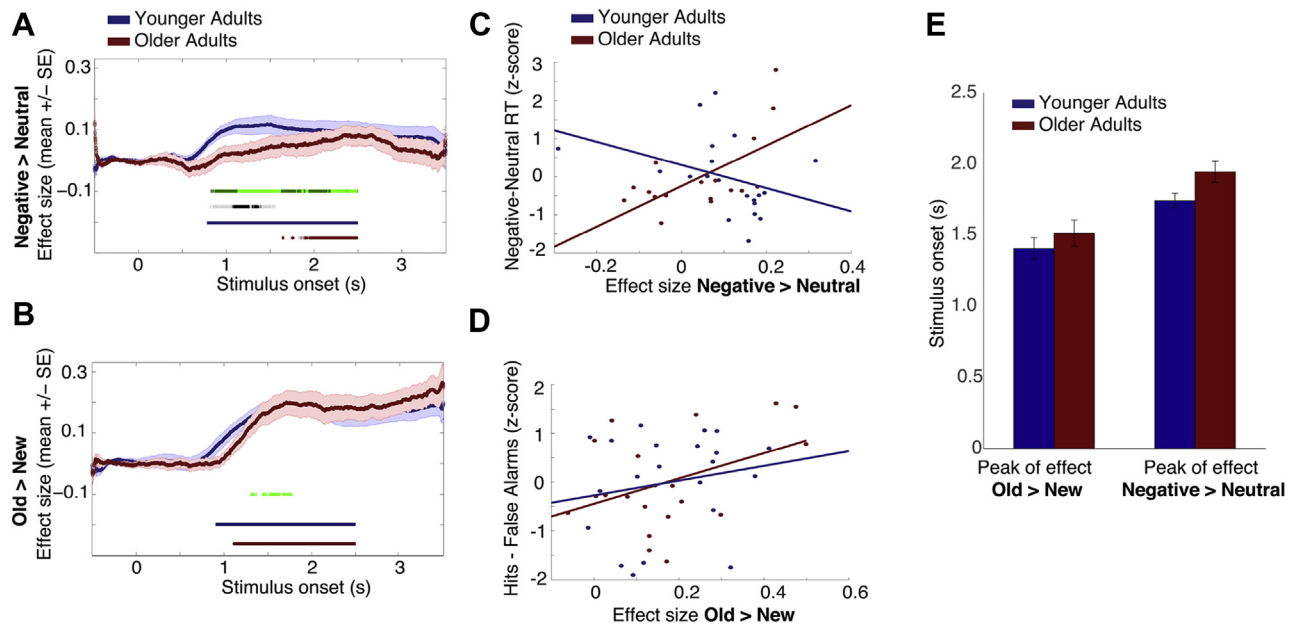 A
Younger Adults
Older Adults
Negative > Neutral
Effect size (mean +/− SE)
0.3
0.1
−0.1
0
1
2
3
Stimulus onset (s)
B
Old > New
Effect size (mean +/− SE)
0.3
0.1
−0.1
0
1
2
3
Stimulus onset (s)
C
Younger Adults
Older Adults
Negative-Neutral RT (z-score)
3
2
1
0
-1
-2
-0.2
0
0.2
0.4
Effect size Negative > Neutral
D
Hits - False Alarms (z-score)
2
1
0
-1
-2
0
0.2
0.4
0.6
Effect size Old > New
E
Younger Adults
Older Adults
Stimulus onset (s)
2.5
2.0
1.5
1.0
0.5
0
Peak of effect
Old > New
Peak of effect
Negative > Neutral